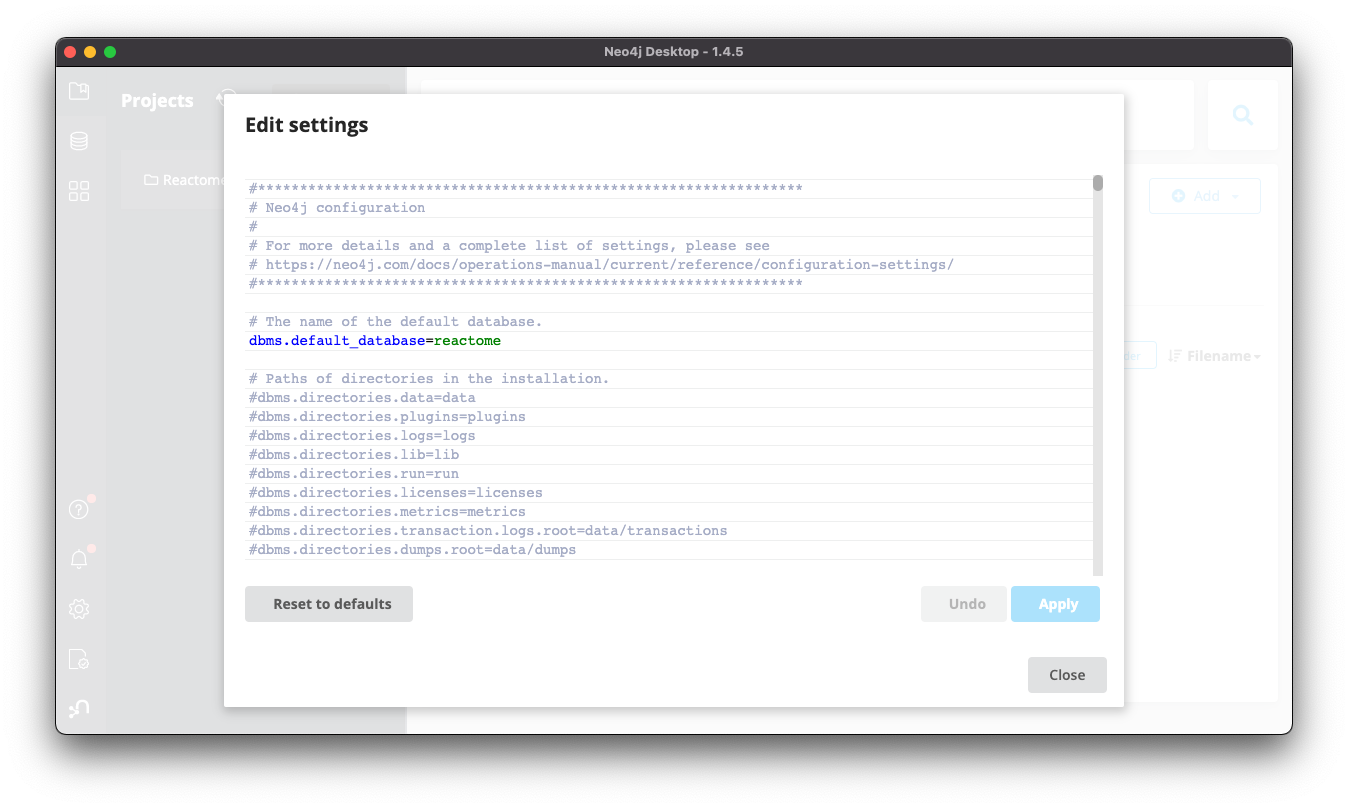 Neo4j Desktop - 1.4.5
Projects
Reactome
Edit settings
#*****************************************************************
# Neo4j configuration
#
# For more details and a complete list of settings, please see
# https://neo4j.com/docs/operations-manual/current/reference/configuration-settings/
#*****************************************************************
# The name of the default database.
dbms.default_database=reactome
# Paths of directories in the installation.
#dbms.directories.data=data
#dbms.directories.plugins=plugins
#dbms.directories.logs=logs
#dbms.directories.lib=lib
#dbms.directories.run=run
#dbms.directories.licenses=licenses
#dbms.directories.metrics=metrics
#dbms.directories.transaction.logs.root=data/transactions
#dbms.directories.dumps.root=data/dumps
Reset to defaults
Undo
Apply
Close
Add
Filename